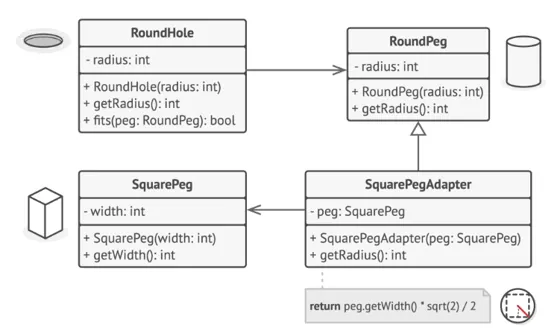 RoundHole
- radius: int
+ RoundHole(radius: int)
+ getRadius(): int
+ fits(peg: RoundPeg): bool
RoundPeg
- radius: int
+ RoundPeg(radius: int)
+ getRadius(): int
SquarePeg
- width: int
+ SquarePeg(width: int)
+ getWidth(): int
SquarePegAdapter
- peg: SquarePeg
+ SquarePegAdapter(peg: SquarePeg)
+ getRadius(): int
return peg.getWidth() * sqrt(2) / 2